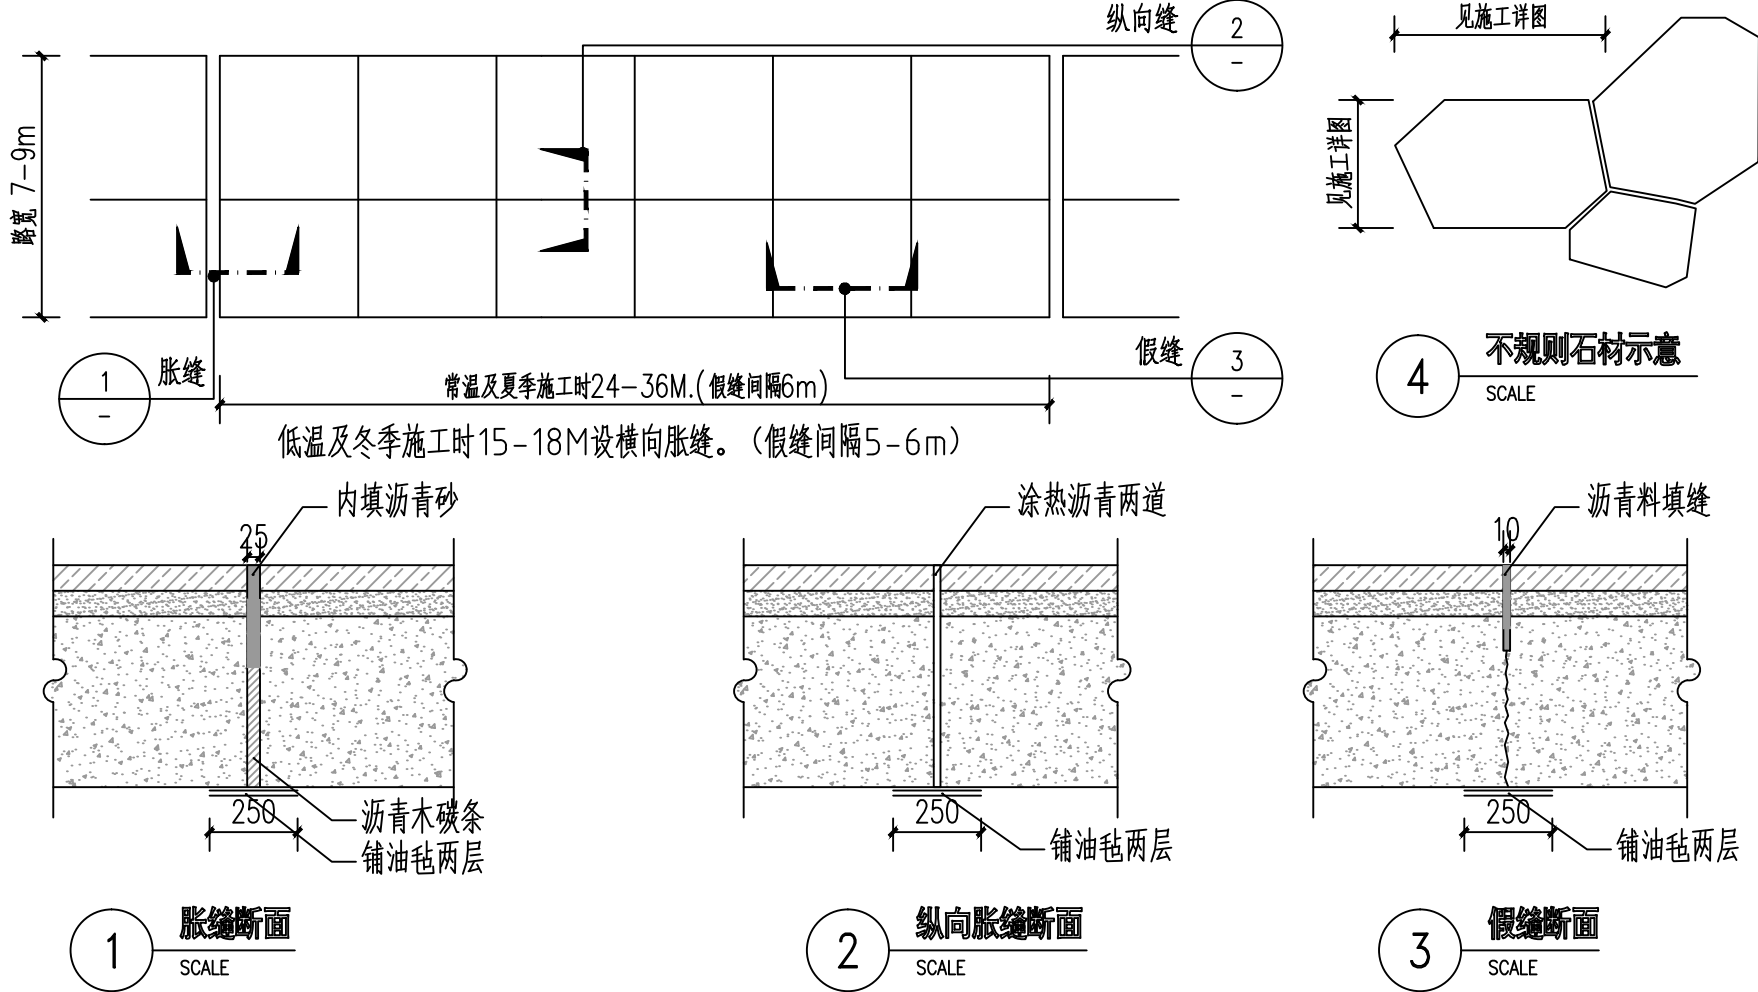 纵向缝
2
-
见施工详图
路宽 7-9m
见施工详图
胀缝
1
-
假缝
3
-
常温及夏季施工时24-36M.(假缝间隔6m)
低温及冬季施工时15-18M设横向胀缝。(假缝间隔5-6m)
4
不规则石材示意
SCALE
内填沥青砂
25
沥青木碳条
250
铺油毡两层
涂热沥青两道
250
铺油毡两层
沥青料填缝
10
250
铺油毡两层
1
胀缝断面
SCALE
2
纵向胀缝断面
SCALE
3
假缝断面
SCALE